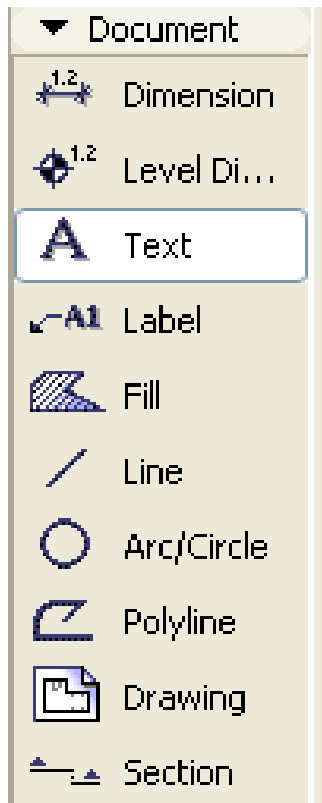 Document
1.2 Dimension
1.2 Level Di...
A Text
A1 Label
Fill
Line
Arc/Circle
Polyline
Drawing
Section